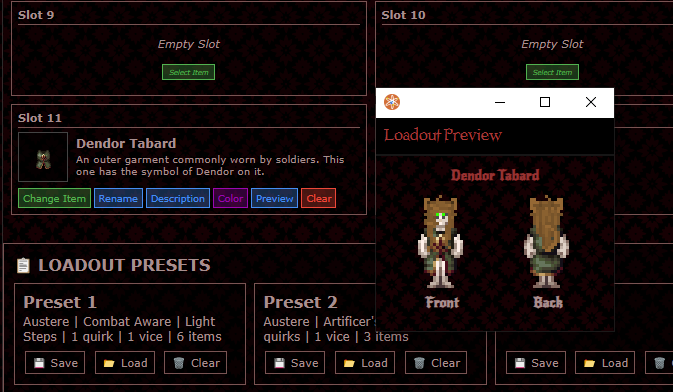 Slot 9
Empty Slot
Select Item
Slot 10
Empty Slot
Select Item
Slot 11
Dendor Tabard
An outer garment commonly worn by soldiers. This
one has the symbol of Dendor on it.
Change Item
Rename
Description
Color
Preview
Clear
Loadout Preview
Dendor Tabard
Front
Back
LOADOUT PRESETS
Preset 1
Austere | Combat Aware | Light
Steps | 1 quirk | 1 vice | 6 items
Save
Load
Clear
Preset 2
Austere | Artificer's
quirks | 1 vice | 3 items
Save
Load
Clear
Save
Load
Clear